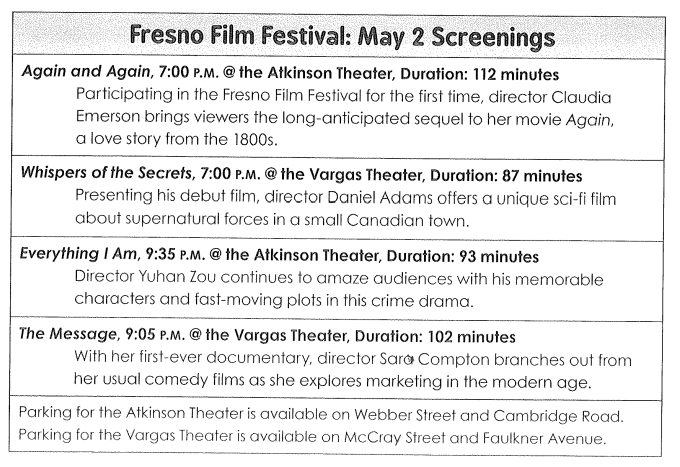 Fresno Film Festival: May 2 Screenings
Again and Again, 7:00 P.M. @ the Atkinson Theater, Duration: 112 minutes
Participating in the Fresno Film Festival for the first time, director Claudia
Emerson brings viewers the long-anticipated sequel to her movie Again,
a love story from the 1800s.
Whispers of the Secrets, 7:00 P.M. @ the Vargas Theater, Duration: 87 minutes
Presenting his debut film, director Daniel Adams offers a unique sci-fi film
about supernatural forces in a small Canadian town.
Everything I Am, 9:35 P.M. @ the Atkinson Theater, Duration: 93 minutes
Director Yuhan Zou continues to amaze audiences with his memorable
characters and fast-moving plots in this crime drama.
The Message, 9:05 P.M. @ the Vargas Theater, Duration: 102 minutes
With her first-ever documentary, director Sara Compton branches out from
her usual comedy films as she explores marketing in the modern age.
Parking for the Atkinson Theater is available on Webber Street and Cambridge Road.
Parking for the Vargas Theater is available on McCray Street and Faulkner Avenue.